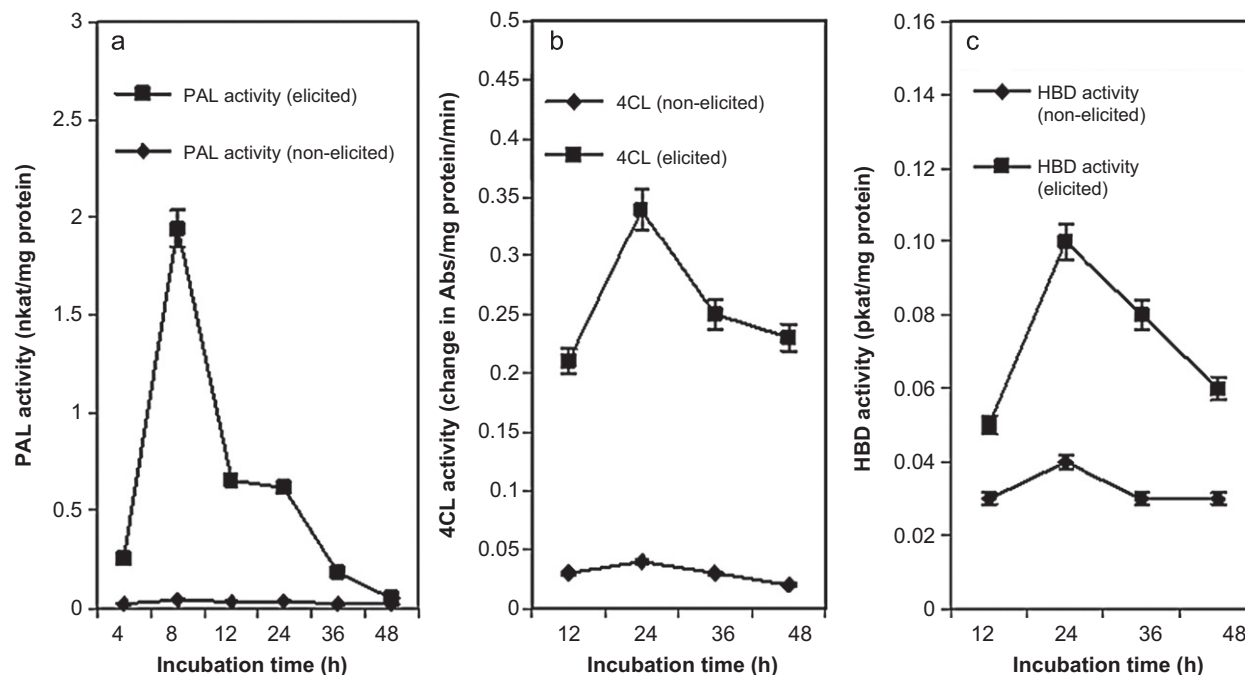 a
PAL activity (nkat/mg protein)
3
2.5
2
1.5
1
0.5
0
PAL activity (elicited)
PAL activity (non-elicited)
4 8 12 24 36 48
Incubation time (h)
b
4CL activity (change in Abs/mg protein/min)
0.5
0.45
0.4
0.35
0.3
0.25
0.2
0.15
0.1
0.05
0
4CL (non-elicited)
4CL (elicited)
12 24 36 48
Incubation time (h)
c
HBD activity (pkat/mg protein)
0.16
0.14
0.12
0.10
0.08
0.06
0.04
0.02
0
HBD activity
(non-elicited)
HBD activity
(elicited)
12 24 36 48
Incubation time (h)